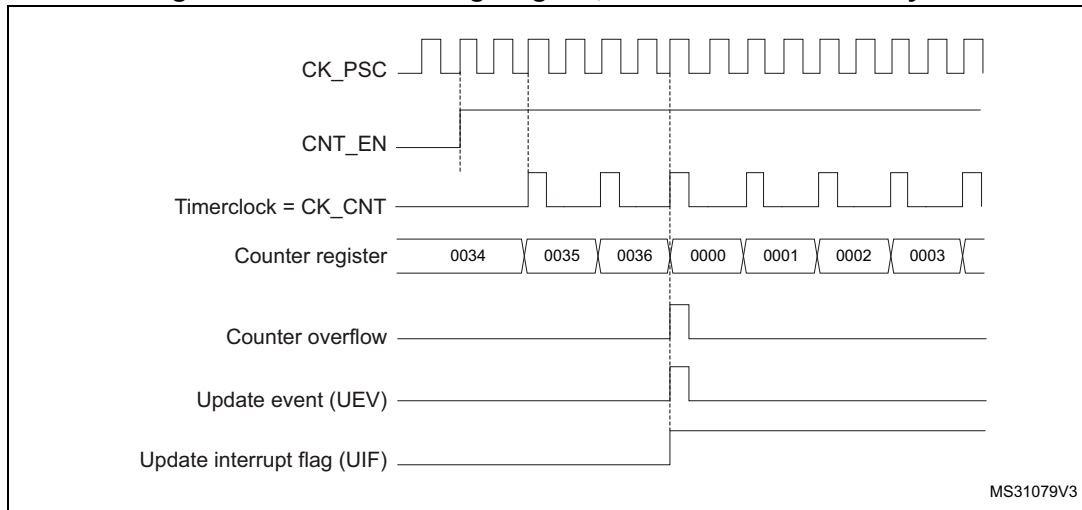 CK_PSC
CNT_EN
Timerclock = CK_CNT
Counter register 0034 0035 0036 0000 0001 0002 0003
Counter overflow
Update event (UEV)
Update interrupt flag (UIF)
MS31079V3